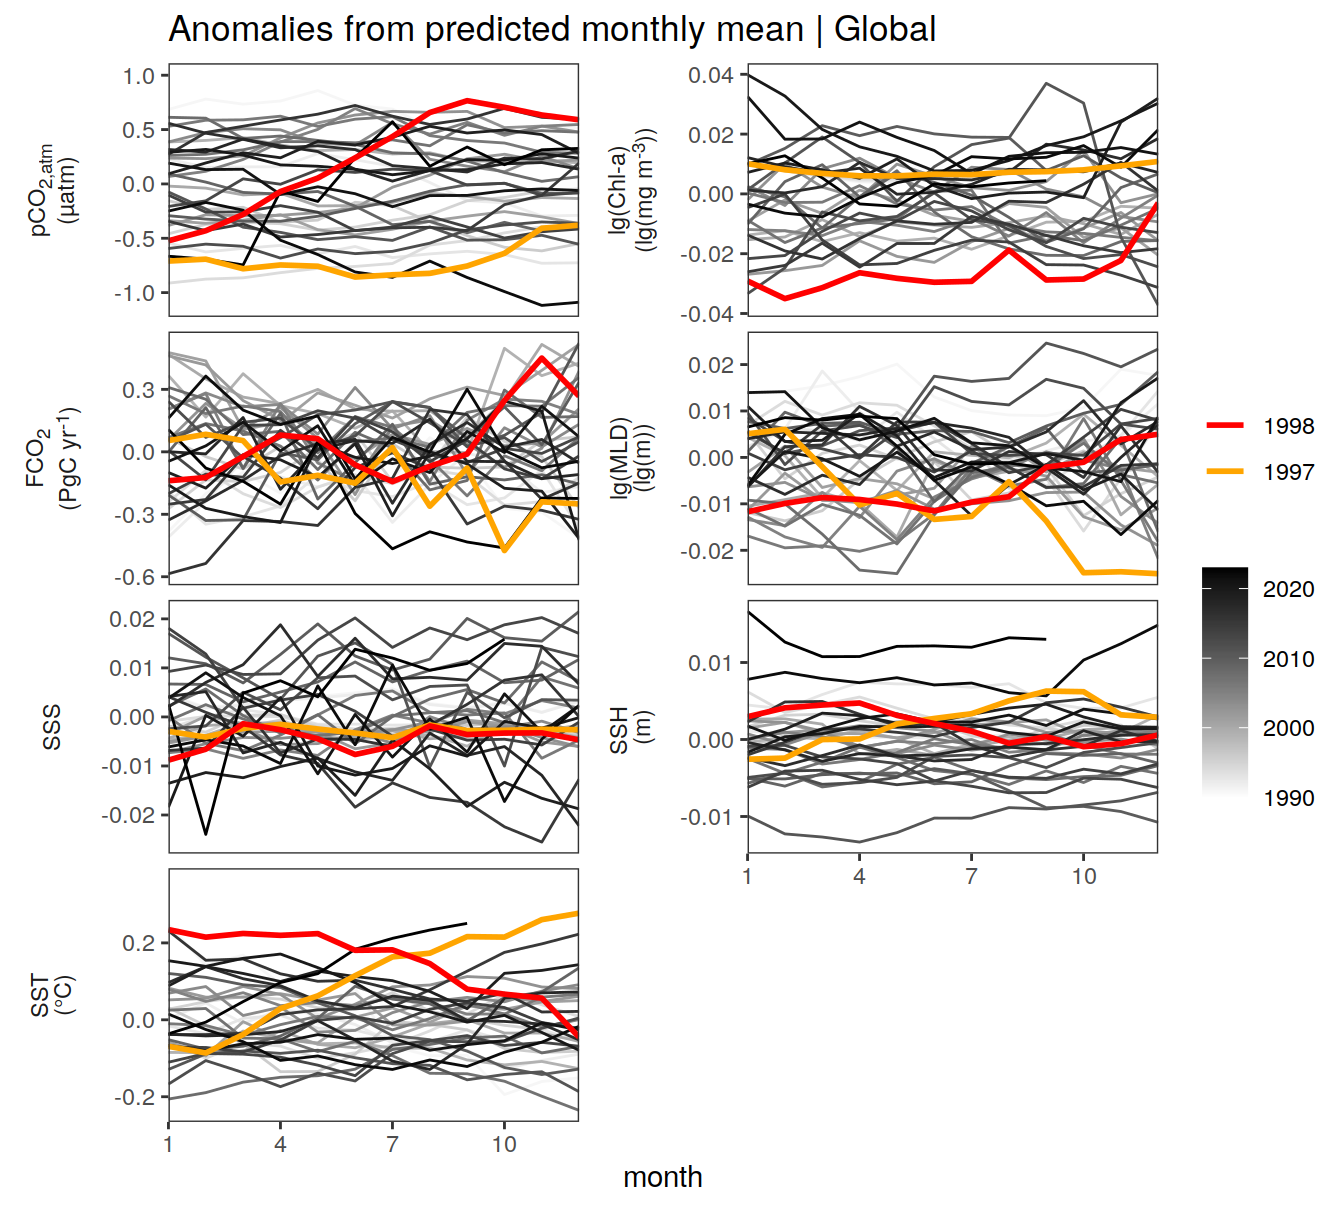 Anomalies from predicted monthly mean | Global
pCO2,atm
(µatm)
1.0
0.5
0.0
-0.5
-1.0
lg(Chl-a)
(lg(mg m-3))
0.04
0.02
0.00
-0.02
-0.04
FCO2
(PgC yr-1)
0.3
0.0
-0.3
-0.6
lg(MLD)
(lg(m))
0.02
0.01
0.00
-0.01
-0.02
SSS
0.02
0.01
0.00
-0.01
-0.02
SSH
(m)
0.01
0.00
-0.01
1 4 7 10
SST
(°C)
0.2
0.0
-0.2
1 4 7 10
month
1998
1997
2020
2010
2000
1990